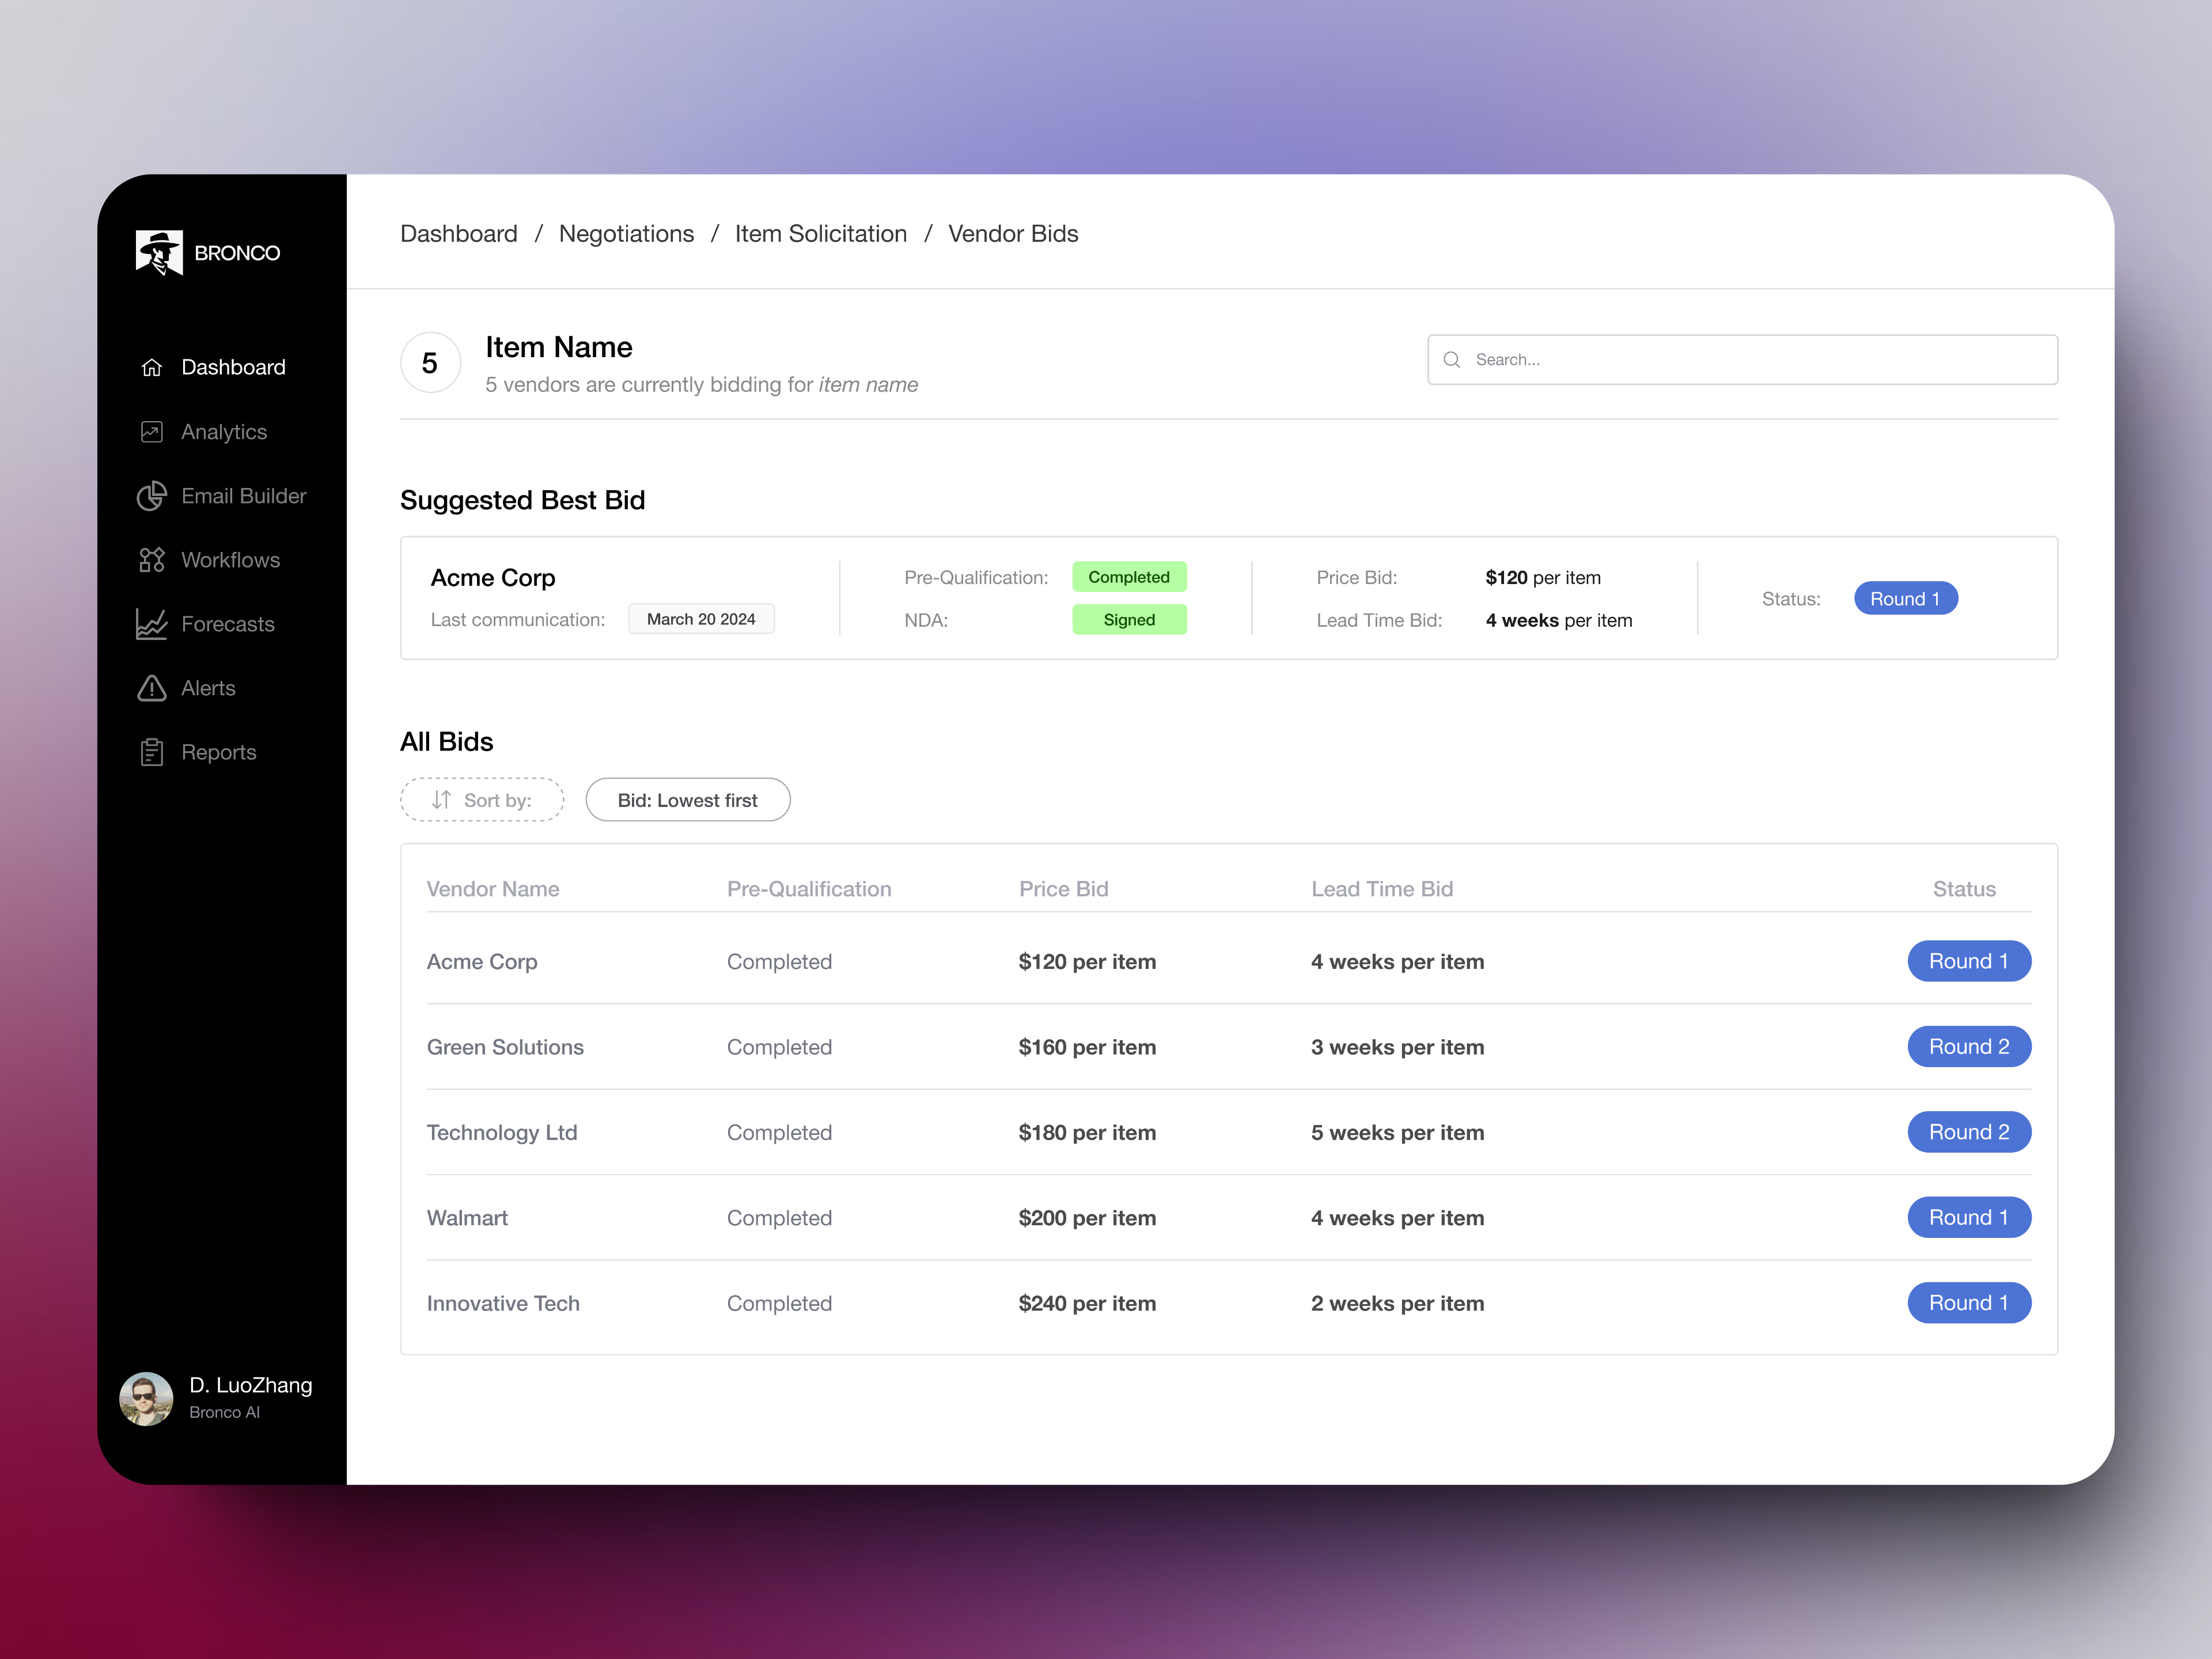 BRONCO
Dashboard
Analytics
Email Builder
Workflows
Forecasts
Alerts
Reports
D. LuoZhang
Bronco AI
Dashboard / Negotiations / Item Solicitation / Vendor Bids
5
Item Name
5 vendors are currently bidding for item name
Search...
Suggested Best Bid
Acme Corp
Last communication: March 20 2024
Pre-Qualification: Completed
NDA: Signed
Price Bid: $120 per item
Lead Time Bid: 4 weeks per item
Status: Round 1
All Bids
Sort by: Bid: Lowest first
Vendor Name Pre-Qualification Price Bid Lead Time Bid Status
Acme Corp Completed $120 per item 4 weeks per item Round 1
Green Solutions Completed $160 per item 3 weeks per item Round 2
Technology Ltd Completed $180 per item 5 weeks per item Round 2
Walmart Completed $200 per item 4 weeks per item Round 1
Innovative Tech Completed $240 per item 2 weeks per item Round 1